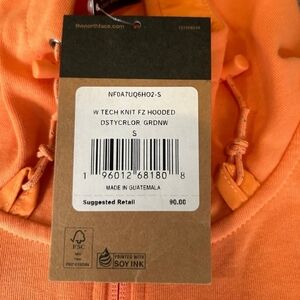 thenorthface.com
NF0A7UQ6H02-S
W TECH KNIT FZ HOODED
DSTYCRLOR GRDNW
S
1 96012 68180 8
MADE IN GUATEMALA
Suggested Retail 90.00
FSC
PRINTED WITH
SOY INK